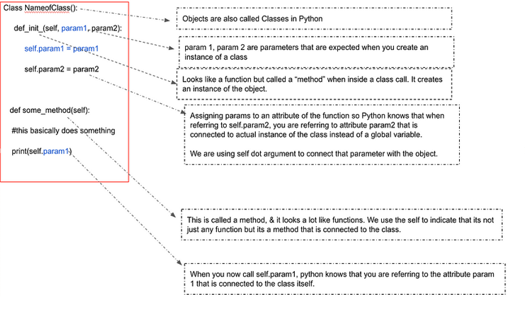 Class NameofClass():
Objects are also called Classes in Python
def_init_(self, param1, param2):
self.param1 = param1
param 1, param 2 are parameters that are expected when you create an
instance of a class
self.param2 = param2
Looks like a function but called a “method” when inside a class call. It creates
an instance of the object.
Assigning params to an attribute of the function so Python knows that when
referring to self.param2, you are referring to attribute param2 that is
connected to actual instance of the class instead of a global variable.
We are using self dot argument to connect that parameter with the object.
def some_method(self):
#this basically does something
print(self.param1)
This is called a method, & it looks a lot like functions. We use the self to indicate that its not
just any function but its a method that is connected to the class.
When you now call self.param1, python knows that you are referring to the attribute param
1 that is connected to the class itself.